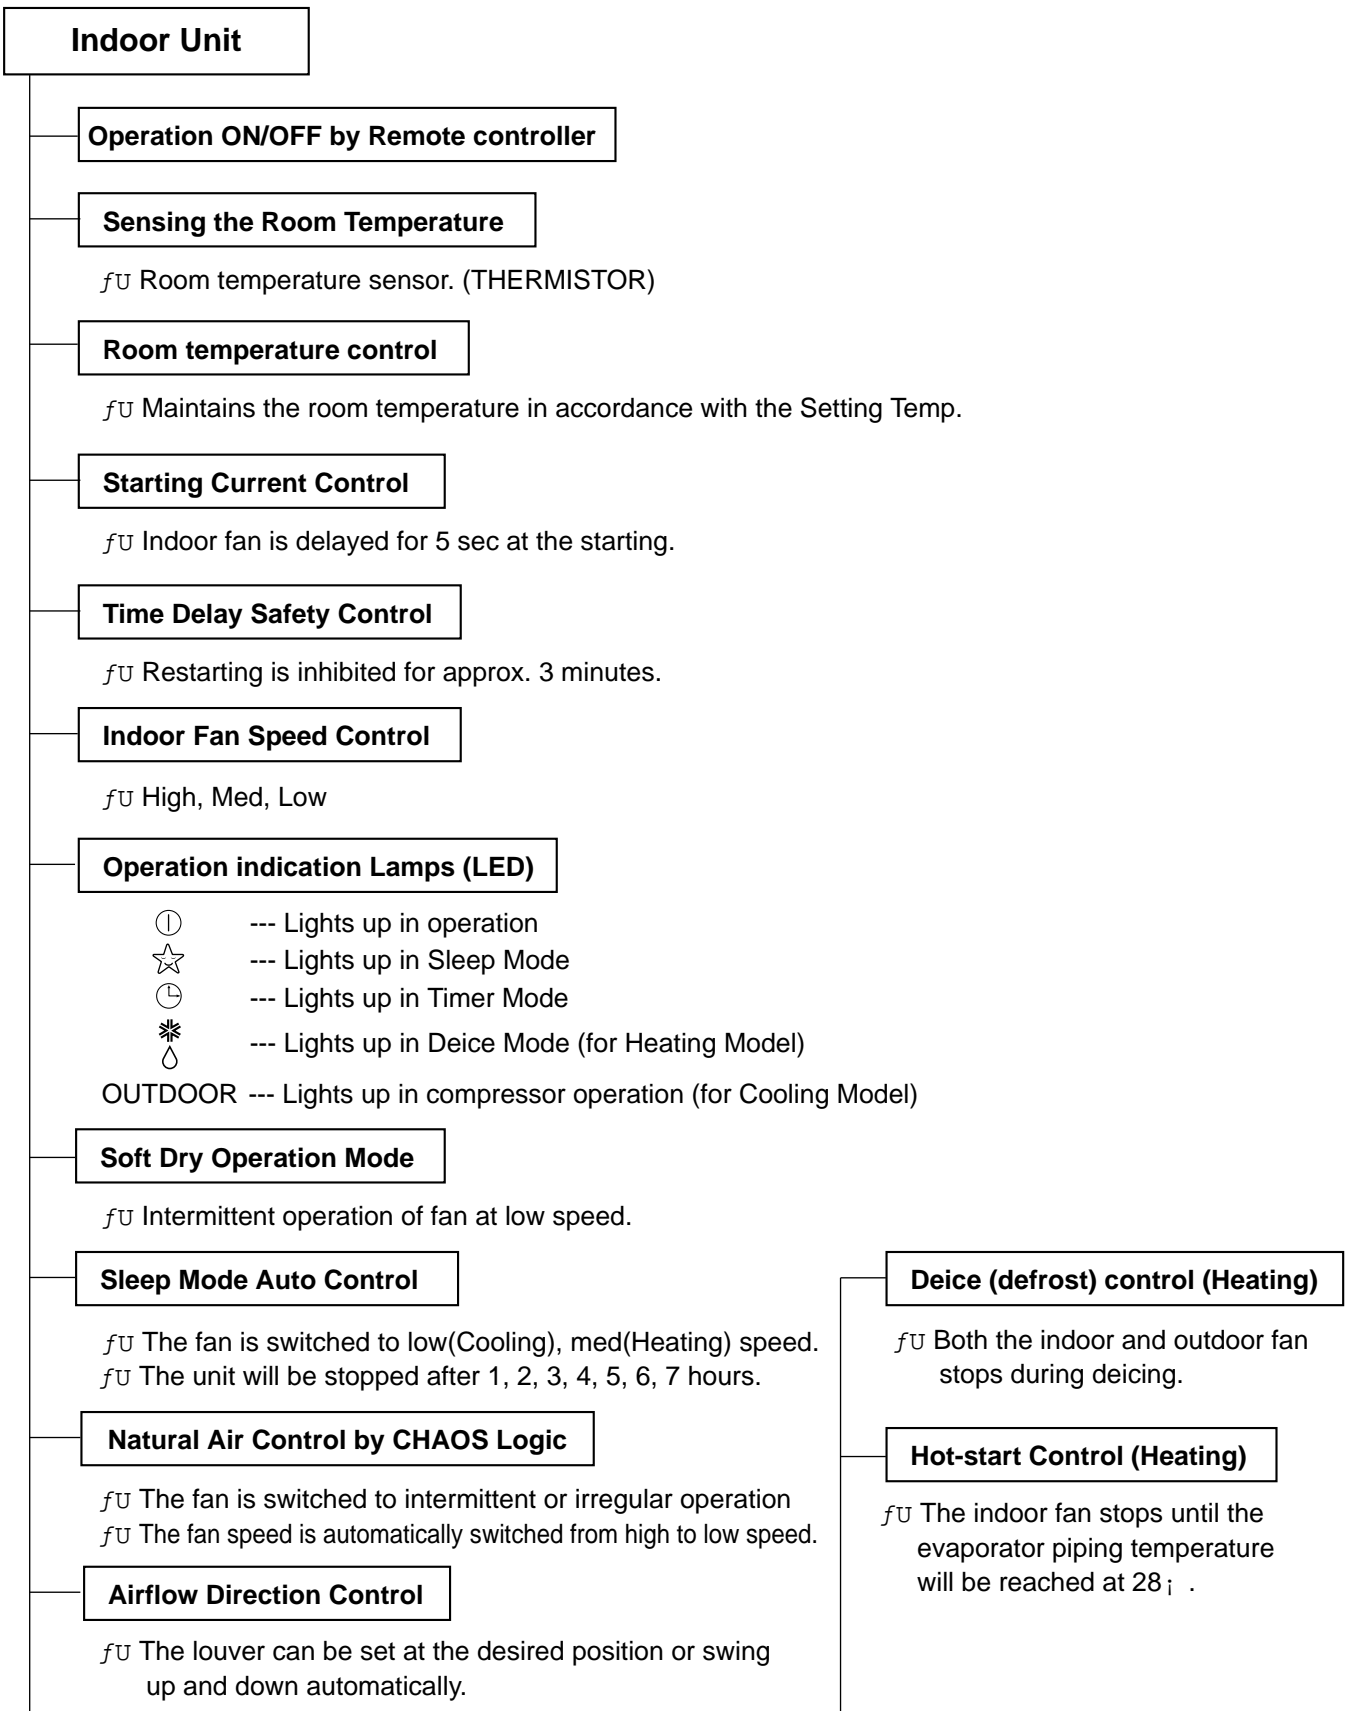 Indoor Unit
Operation ON/OFF by Remote controller
Sensing the Room Temperature
ƒU Room temperature sensor. (THERMISTOR)
Room temperature control
ƒU Maintains the room temperature in accordance with the Setting Temp.
Starting Current Control
ƒU Indoor fan is delayed for 5 sec at the starting.
Time Delay Safety Control
ƒU Restarting is inhibited for approx. 3 minutes.
Indoor Fan Speed Control
ƒU High, Med, Low
Operation indication Lamps (LED)
--- Lights up in operation
--- Lights up in Sleep Mode
--- Lights up in Timer Mode
--- Lights up in Deice Mode (for Heating Model)
OUTDOOR --- Lights up in compressor operation (for Cooling Model)
Soft Dry Operation Mode
ƒU Intermittent operation of fan at low speed.
Sleep Mode Auto Control
ƒU The fan is switched to low(Cooling), med(Heating) speed.
ƒU The unit will be stopped after 1, 2, 3, 4, 5, 6, 7 hours.
Natural Air Control by CHAOS Logic
ƒU The fan is switched to intermittent or irregular operation
ƒU The fan speed is automatically switched from high to low speed.
Airflow Direction Control
ƒU The louver can be set at the desired position or swing
up and down automatically.
Deice (defrost) control (Heating)
ƒU Both the indoor and outdoor fan
stops during deicing.
Hot-start Control (Heating)
ƒU The indoor fan stops until the
evaporator piping temperature
will be reached at 28¡ .